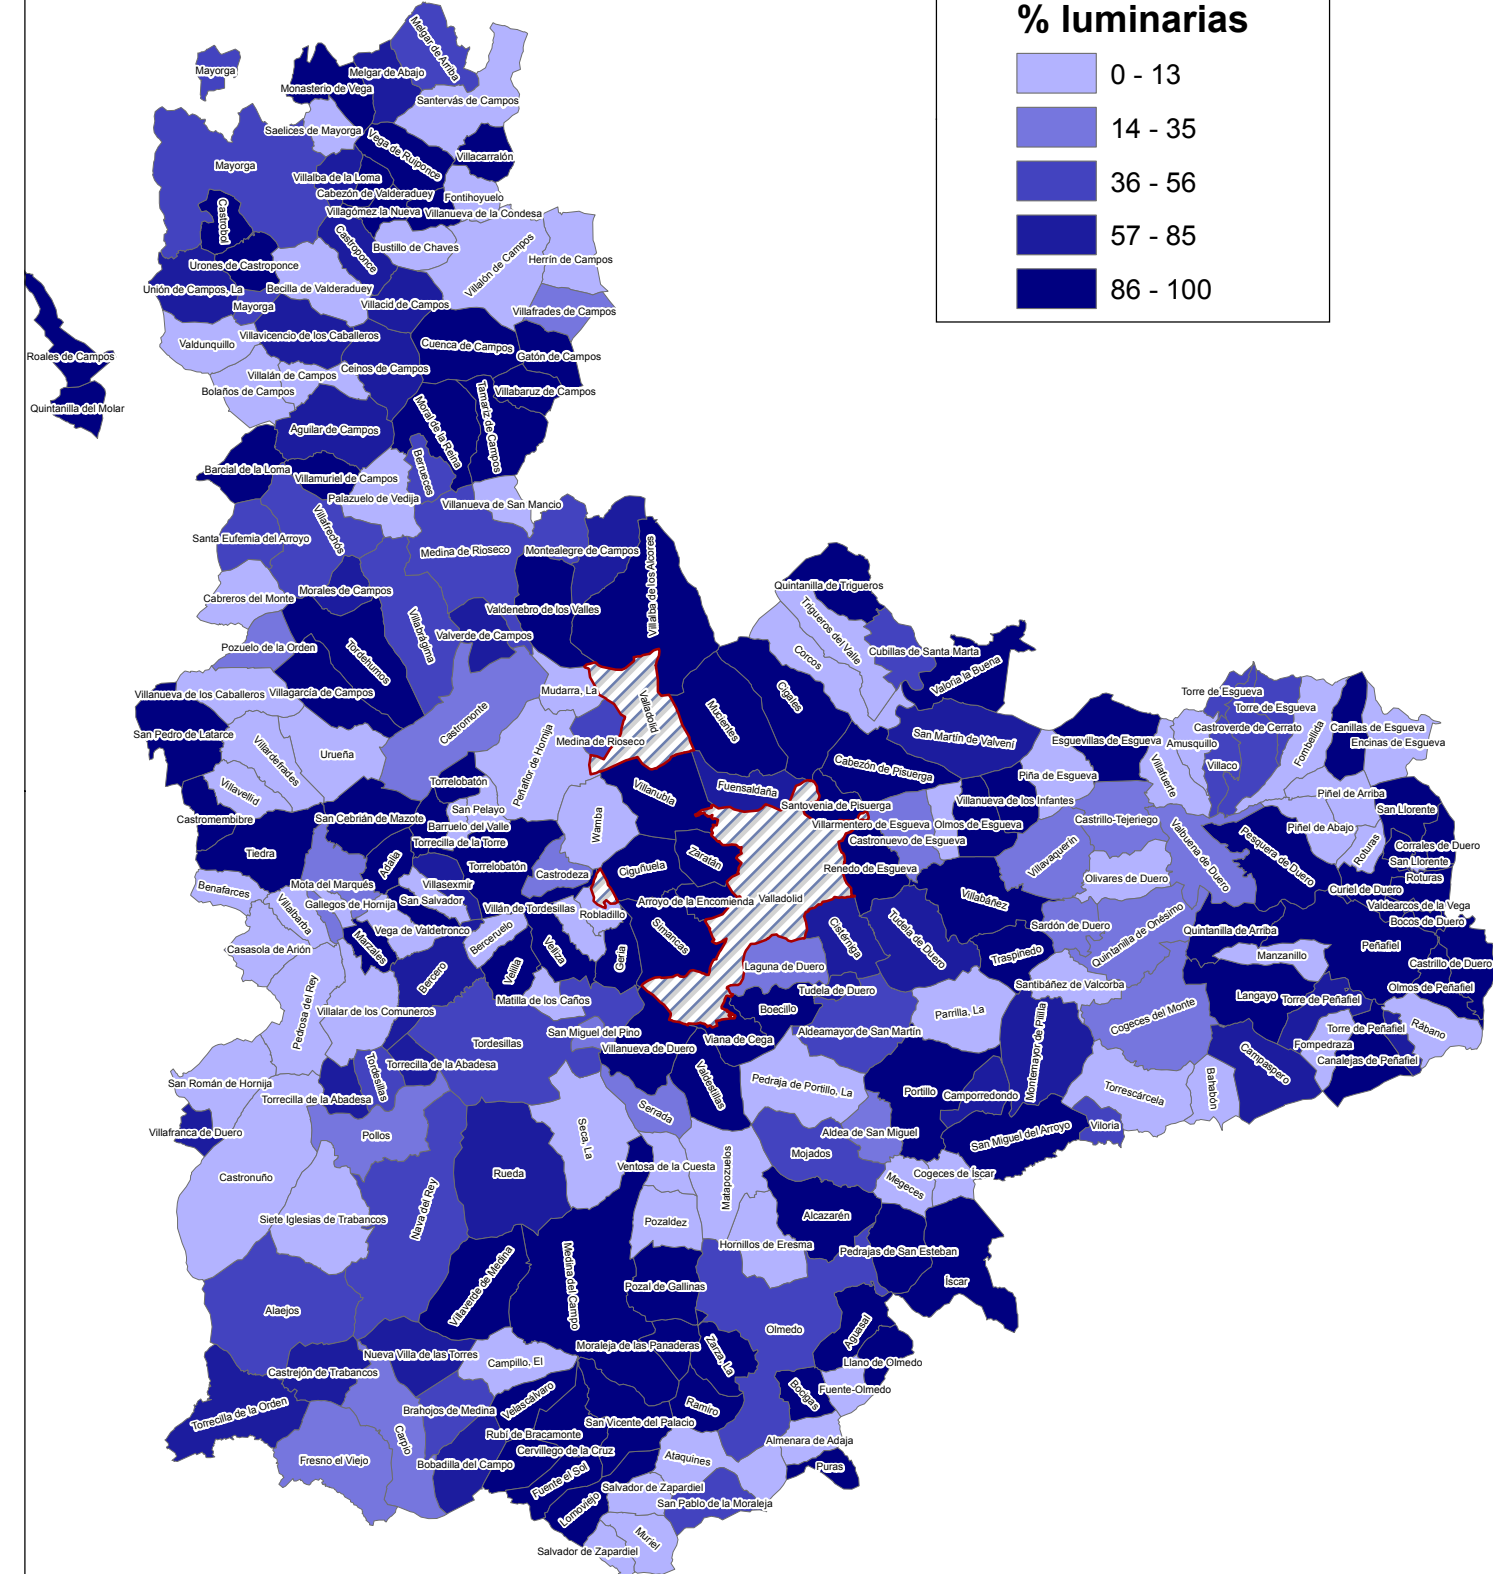 % luminarias
0 - 13
14 - 35
36 - 56
57 - 85
86 - 100
Melgar de Arriba
Mayorga
Melgar de Abajo
Monasterio de Vega
Santervás de Campos
Saelices de Mayorga
Vega de Ruiponce
Villacarralón
Mayorga
Villalba de la Loma
Cabezón de Valderaduey
Fontihoyuelo
Villagómez la Nueva
Villanueva de la Condesa
Castrobol
Castroponce
Bustillo de Chaves
Villalón de Campos
Herrín de Campos
Urones de Castroponce
Unión de Campos, La
Becilla de Valderaduey
Mayorga
Villacid de Campos
Villafrades de Campos
Valdunquillo
Villavicencio de los Caballeros
Cuenca de Campos
Gatón de Campos
Roales de Campos
Villalán de Campos
Ceinos de Campos
Bolaños de Campos
Villabaruz de Campos
Quintanilla del Molar
Aguilar de Campos
Moral de la Reina
Tamariz de Campos
Barcial de la Loma
Villamuriel de Campos
Berrueces
Palazuelo de Vedija
Villanueva de San Mancio
Santa Eufemia del Arroyo
Villafrechós
Medina de Rioseco
Montealegre de Campos
Villalba de los Alcores
Quintanilla de Trigueros
Cabreros del Monte
Morales de Campos
Valdenebro de los Valles
Trigueros del Valle
Pozuelo de la Orden
Tordehumos
Villabrágima
Valverde de Campos
Corcos
Cubillas de Santa Marta
Valoria la Buena
Villanueva de los Caballeros
Villagarcía de Campos
Mudarra, La
Valladolid
Mucientes
Cigales
Torre de Esgueva
Torre de Esgueva
San Pedro de Latarce
Villardefrades
Urueña
Castromonte
Peñaflor de Hornija
Medina de Rioseco
San Martín de Valvení
Esguevillas de Esgueva
Amusquillo
Castroverde de Cerrato
Fombellida
Canillas de Esgueva
Encinas de Esgueva
Villavellid
Torrelobatón
Villanubla
Fuensaldaña
Cabezón de Pisuerga
Piña de Esgueva
Villafuerte
Villaco
Piñel de Arriba
Castromembibre
San Cebrián de Mazote
San Pelayo
Barruelo del Valle
Torrecilla de la Torre
Wamba
Santovenia de Pisuerga
Villarmentero de Esgueva
Villanueva de los Infantes
Olmos de Esgueva
Castrillo-Tejeriego
Piñel de Abajo
San Llorente
Tiedra
Adalia
Torrelobatón
Castrodeza
Ciguñuela
Zaratán
Castronuevo de Esgueva
Renedo de Esgueva
Villavaquerín
Valbuena de Duero
Pesquera de Duero
Roturas
Corrales de Duero
San Llorente
Roturas
Benafarces
Mota del Marqués
Gallegos de Hornija
Villasexmir
San Salvador
Olivares de Duero
Curiel de Duero
Villalbarba
Villán de Tordesillas
Robladillo
Arroyo de la Encomienda
Valladolid
Villabáñez
Valdearcos de la Vega
Bocos de Duero
Casasola de Arión
Marzales
Vega de Valdetronco
Berceruelo
Velliza
Geria
Simancas
Cistérniga
Tudela de Duero
Sardón de Duero
Quintanilla de Onésimo
Quintanilla de Arriba
Peñafiel
Pedrosa del Rey
Bercero
Velilla
Laguna de Duero
Traspinedo
Manzanillo
Castrillo de Duero
Villalar de los Comuneros
Matilla de los Caños
Tudela de Duero
Boecillo
Santibáñez de Valcorba
Olmos de Peñafiel
Parrilla, La
Cogeces del Monte
Langayo
Torre de Peñafiel
Tordesillas
San Miguel del Pino
Villanueva de Duero
Viana de Cega
Aldeamayor de San Martín
Torre de Peñafiel
Rábano
Fompedraza
Canalejas de Peñafiel
San Román de Hornija
Tordesillas
Torrecilla de la Abadesa
Torrecilla de la Abadesa
Valdestillas
Pedraja de Portillo, La
Montemayor de Pililla
Campaspero
Portillo
Camporredondo
Torrescárcela
Bahabón
Villafranca de Duero
Pollos
Seca, La
Serrada
Aldea de San Miguel
San Miguel del Arroyo
Viloria
Castronuño
Rueda
Ventosa de la Cuesta
Matapozuelos
Mojados
Megeces
Cogeces de Íscar
Siete Iglesias de Trabancos
Nava del Rey
Pozaldez
Alcazarén
Hornillos de Eresma
Pedrajas de San Esteban
Íscar
Alaejos
Villaverde de Medina
Medina del Campo
Pozal de Gallinas
Olmedo
Aguasal
Nueva Villa de las Torres
Castrejón de Trabancos
Campillo, El
Moraleja de las Panaderas
Zarza, La
Llano de Olmedo
Fuente-Olmedo
Bocigas
Torrecilla de la Orden
Carpio
Brahojos de Medina
Velascálvaro
Rubí de Bracamonte
San Vicente del Palacio
Ramiro
Almenara de Adaja
Cervillego de la Cruz
Fresno el Viejo
Bobadilla del Campo
Ataquines
Puras
Fuente el Sol
Salvador de Zapardiel
Lomoviejo
San Pablo de la Moraleja
Muriel
Salvador de Zapardiel